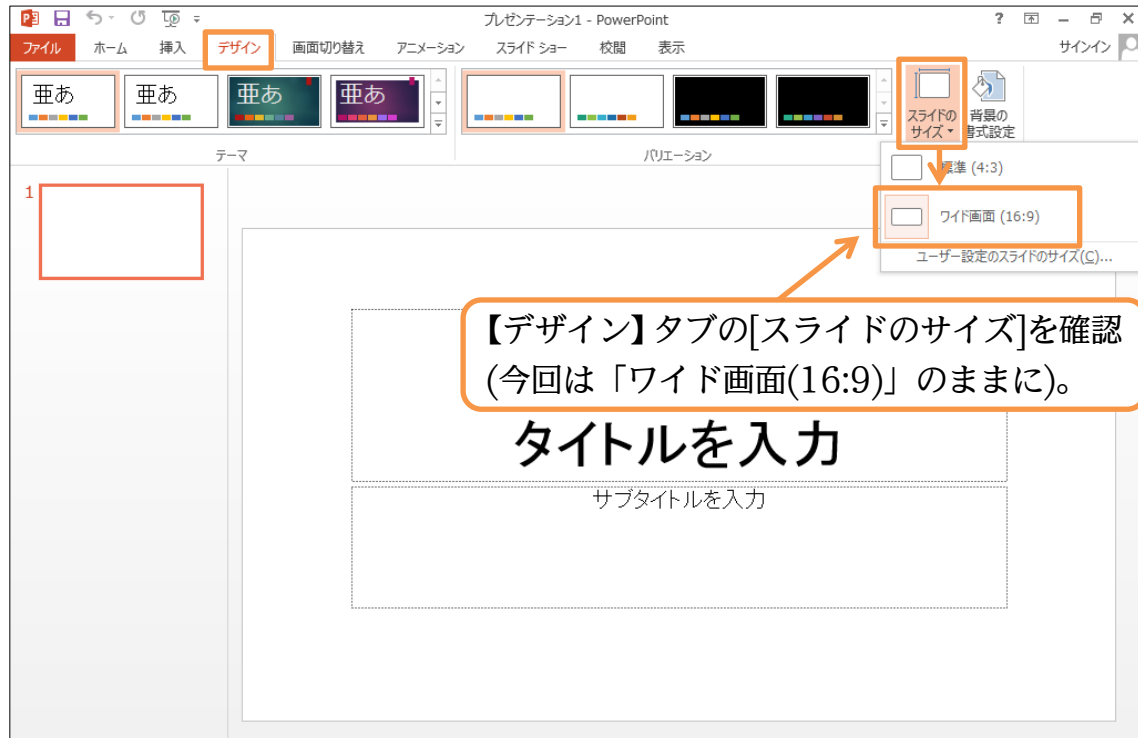 プレゼンテーション1 - PowerPoint
?
ファイル ホーム 挿入 デザイン 画面切り替え アニメーション スライド ショー 校閲 表示 サインイン
亜あ 亜あ 亜あ 亜あ
スライドの
サイズ
背景の
書式設定
テーマ
バリエーション
標準 (4:3)
ワイド画面 (16:9)
ユーザー設定のスライドのサイズ(C)...
1
【デザイン】タブの[スライドのサイズ]を確認
(今回は「ワイド画面(16:9)」のままに)。
タイトルを入力
サブタイトルを入力